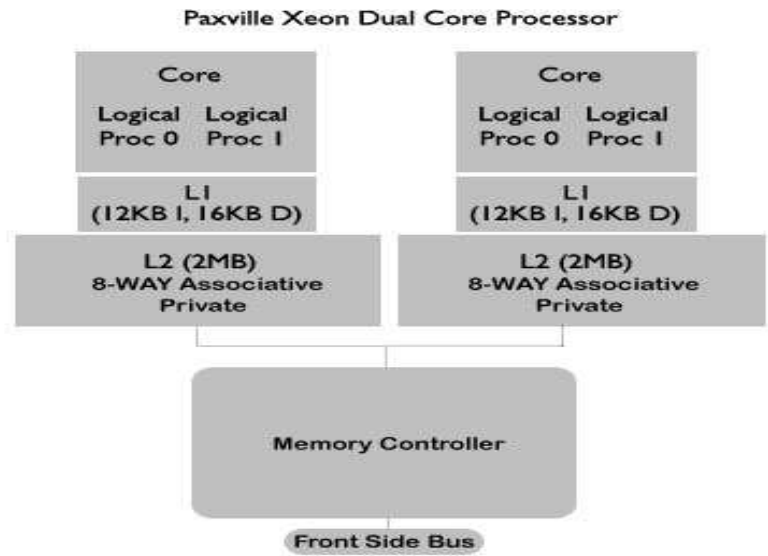 Paxville Xeon Dual Core Processor
Core
Logical Logical
Proc 0 Proc 1
L1
(12KB I, 16KB D)
L2 (2MB)
8-WAY Associative
Private
Core
Logical Logical
Proc 0 Proc 1
L1
(12KB I, 16KB D)
L2 (2MB)
8-WAY Associative
Private
Memory Controller
Front Side Bus